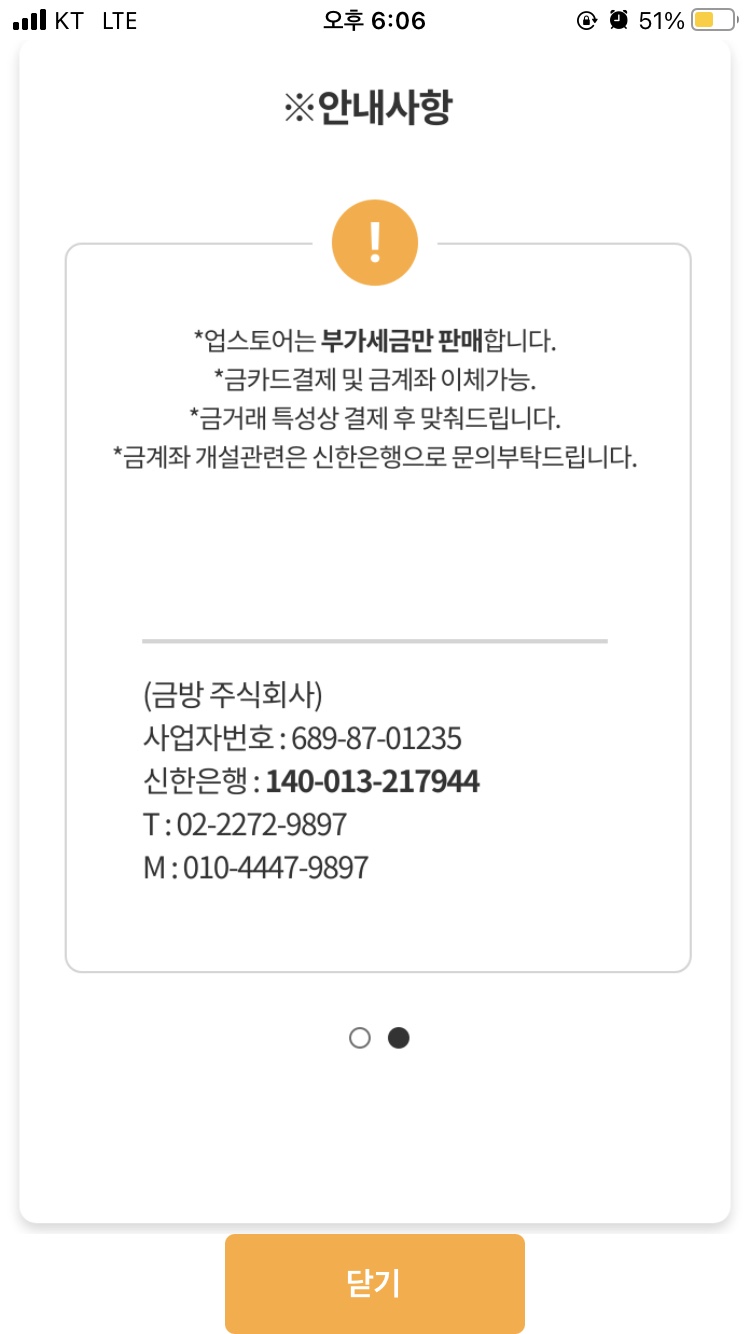 KT LTE 오후 6:06 51%
※안내사항
!
*업스토어는 부가세금만 판매합니다.
*금카드결제 및 금계좌 이체가능.
*금거래 특성상 결제 후 맞춰드립니다.
*금계좌 개설관련은 신한은행으로 문의부탁드립니다.
(금방 주식회사)
사업자번호 : 689-87-01235
신한은행 : 140-013-217944
T : 02-2272-9897
M : 010-4447-9897
닫기